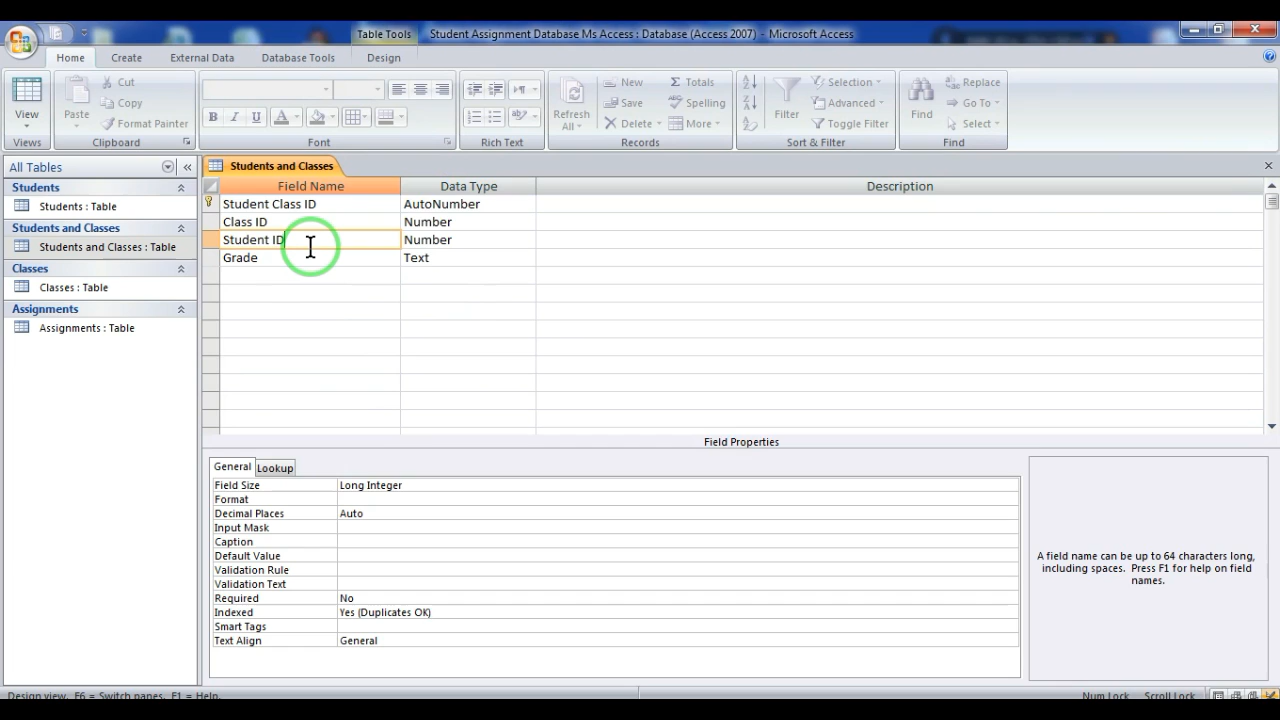 Table Tools
Student Assignment Database Ms Access : Database (Access 2007) - Microsoft Access
Home
Create
External Data
Database Tools
Design
View
Views
Paste
Cut
Copy
Format Painter
Clipboard
B I U A
Font
Rich Text
Refresh
All
New
Save
Delete
Totals
Spelling
More
Records
Filter
Selection
Advanced
Toggle Filter
Sort & Filter
Find
Replace
Go To
Select
Find
All Tables
Students
Students : Table
Students and Classes
Students and Classes : Table
Classes
Classes : Table
Assignments
Assignments : Table
Students and Classes
Field Name Data Type Description
Student Class ID AutoNumber
Class ID Number
Student ID Number
Grade Text
Field Properties
General Lookup
Field Size Long Integer
Format
Decimal Places Auto
Input Mask
Caption
Default Value
Validation Rule
Validation Text
Required No
Indexed Yes (Duplicates OK)
Smart Tags
Text Align General
A field name can be up to 64 characters long,
including spaces. Press F1 for help on field
names.
Design view. F6 = Switch panes. F1 = Help.
Num Lock
Scroll Lock